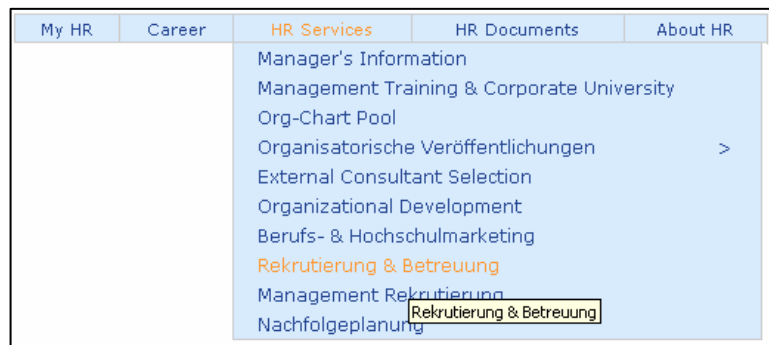 My HR Career HR Services HR Documents About HR
Manager's Information
Management Training & Corporate University
Org-Chart Pool
Organisatorische Veröffentlichungen >
External Consultant Selection
Organizational Development
Berufs- & Hochschulmarketing
Rekrutierung & Betreuung
Management Rekrutierung
Rekrutierung & Betreuung
Nachfolgeplanung